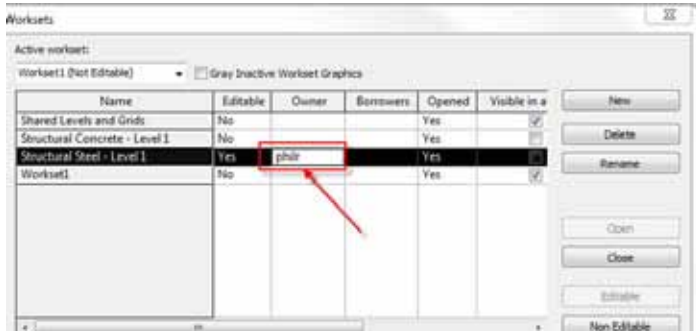 Worksets
Active workset:
Workset1 (Not Editable) Gray Inactive Workset Graphics
Name Editable Owner Borrowers Opened Visible in a
Shared Levels and Grids No Yes
Structural Concrete - Level 1 No Yes
Structural Steel - Level 1 Yes philr Yes
Workset1 No Yes
New
Delete
Rename
Open
Close
Editable
Non Editable